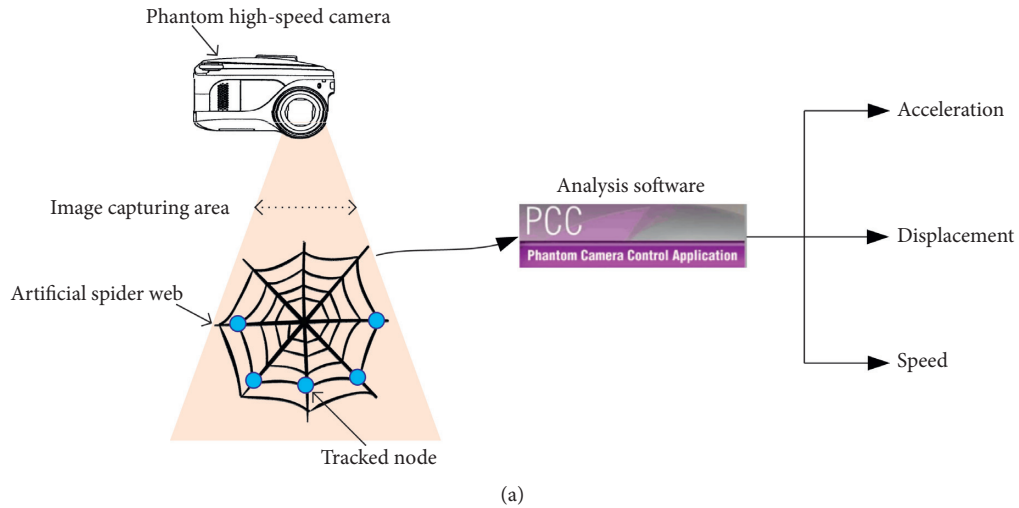 Phantom high-speed camera
Image capturing area
Artificial spider web
Tracked node
Analysis software
PCC
Phantom Camera Control Application
Acceleration
Displacement
Speed
(a)